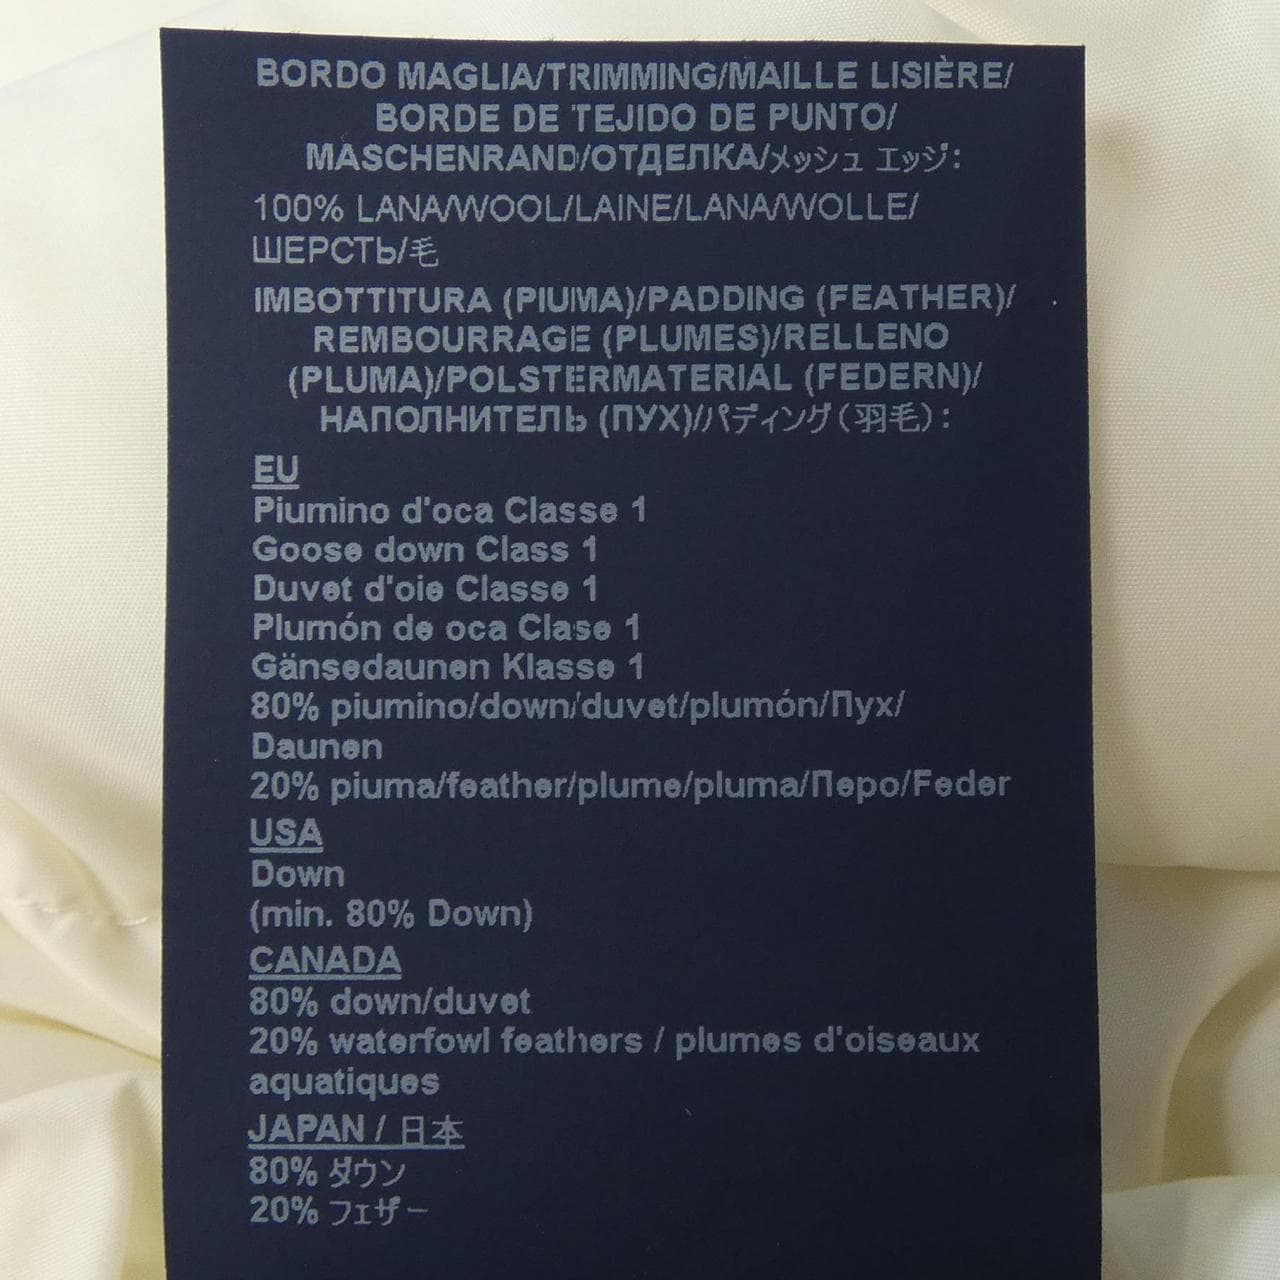 BORDO MAGLIA/TRIMMING/MAILLE LISIÈRE/
BORDE DE TEJIDO DE PUNTO/
MASCHENRAND/ОТДЕЛКА/メッシュ エッジ:
100% LANA/WOOL/LAINE/LANA/WOLLE/
ШЕРСТЬ/毛
IMBOTTITURA (PIUMA)/PADDING (FEATHER)/
REMBOURRAGE (PLUMES)/RELLENO
(PLUMA)/POLSTERMATERIAL (FEDERN)/
НАПОЛНИТЕЛЬ (ПУХ)/パディング(羽毛):
EU
Piumino d'oca Classe 1
Goose down Class 1
Duvet d'oie Classe 1
Plumón de oca Clase 1
Gänsedaunen Klasse 1
80% piumino/down/duvet/plumón/Пух/
Daunen
20% piuma/feather/plume/pluma/Перо/Feder
USA
Down
(min. 80% Down)
CANADA
80% down/duvet
20% waterfowl feathers / plumes d'oiseaux
aquatiques
JAPAN / 日本
80% ダウン
20% フェザー